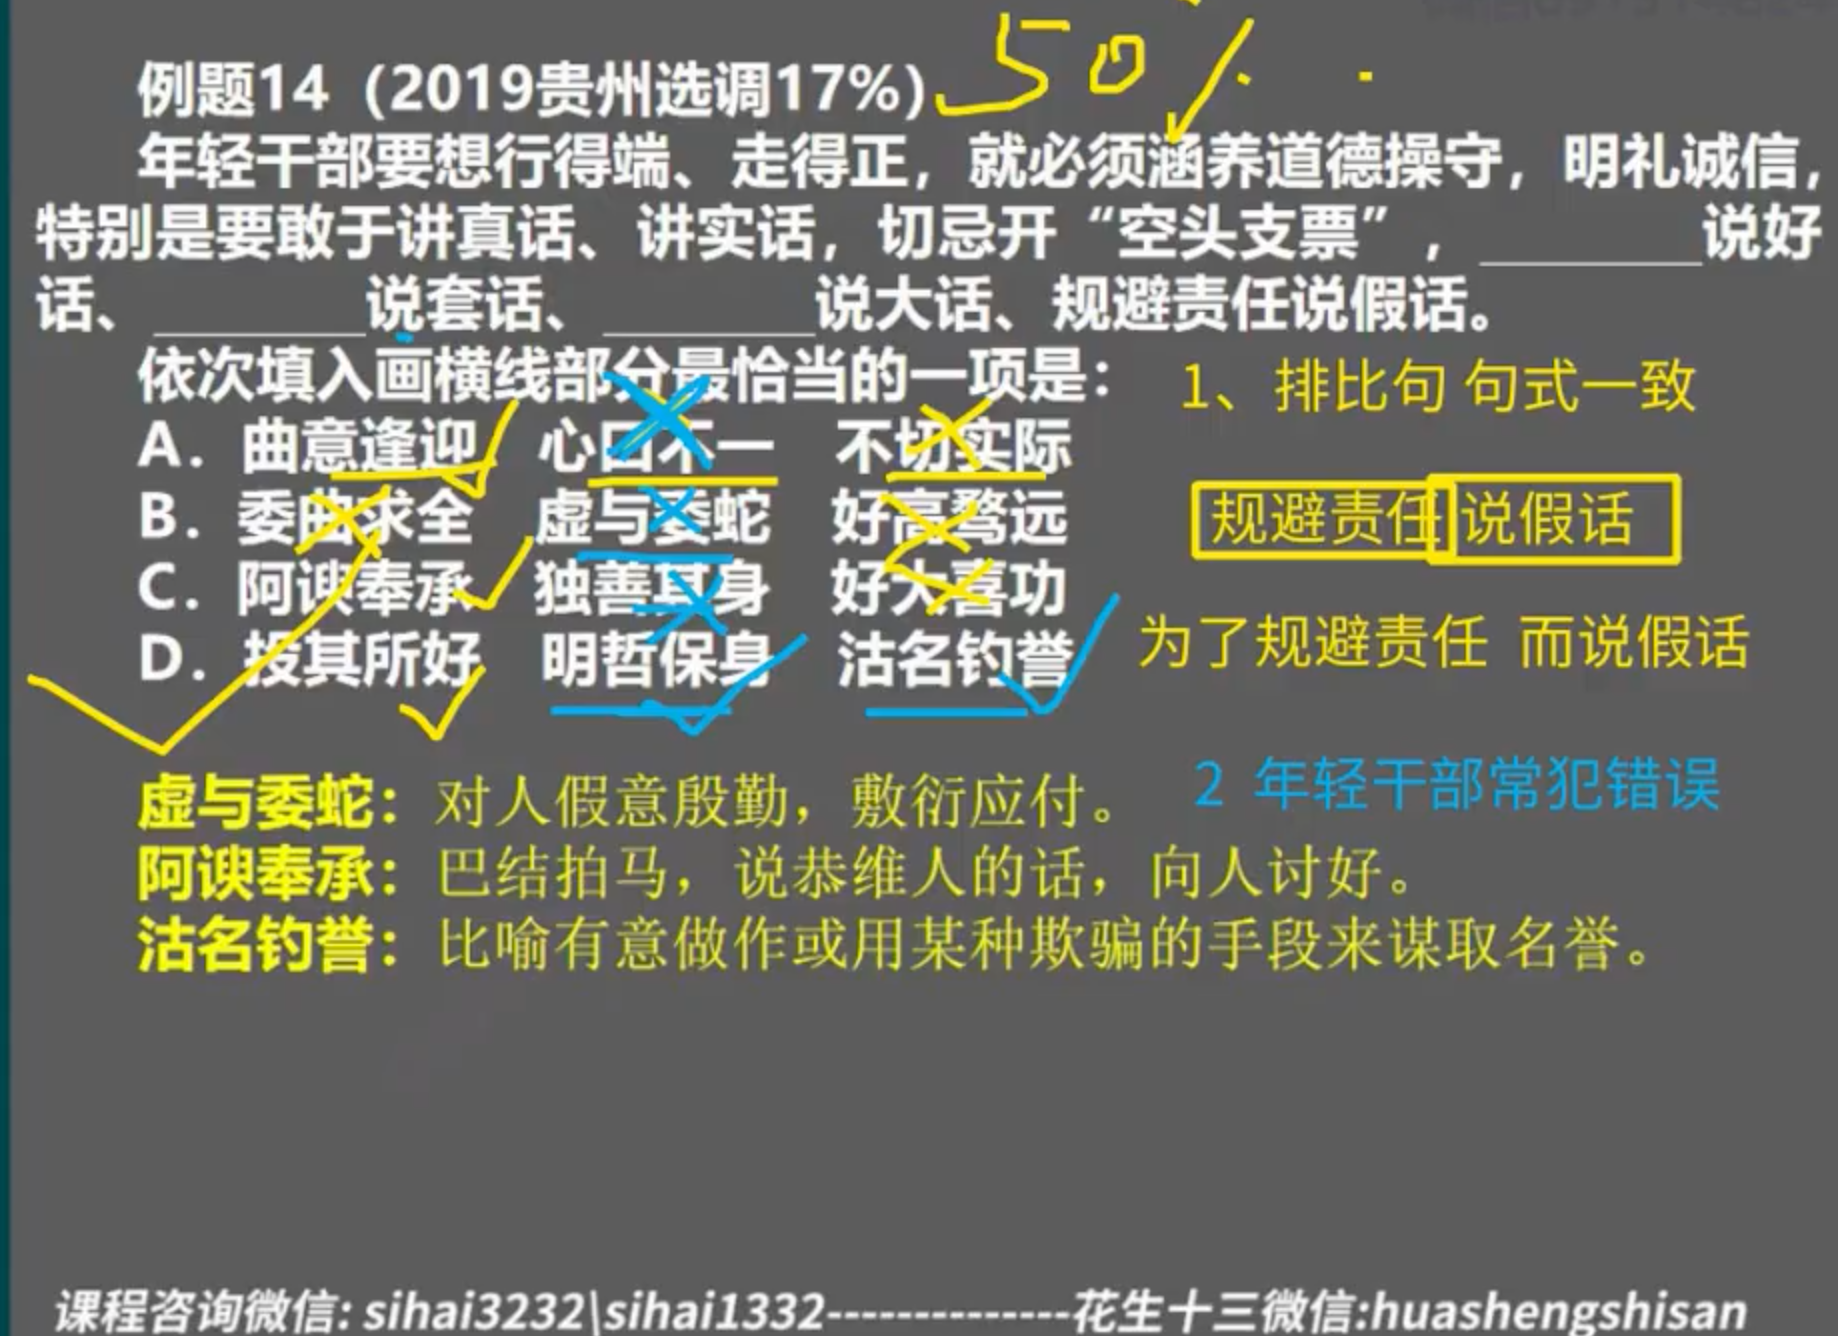 50%
例题14（2019贵州选调17%）
年轻干部要想行得端、走得正，就必须涵养道德操守，明礼诚信，
特别是要敢于讲真话、讲实话，切忌开“空头支票”，________说好
话、________说套话、________说大话、规避责任说假话。
依次填入画横线部分最恰当的一项是：
A. 曲意逢迎 心口不一 不切实际
B. 委曲求全 虚与委蛇 好高骛远
C. 阿谀奉承 独善其身 好大喜功
D. 投其所好 明哲保身 沽名钓誉
1、排比句 句式一致
规避责任 说假话
为了规避责任 而说假话
2 年轻干部常犯错误
虚与委蛇：对人假意殷勤，敷衍应付。
阿谀奉承：巴结拍马，说恭维人的话，向人讨好。
沽名钓誉：比喻有意做作或用某种欺骗的手段来谋取名誉。
课程咨询微信: sihai3232\sihai1332--------------花生十三微信:huashengshisan